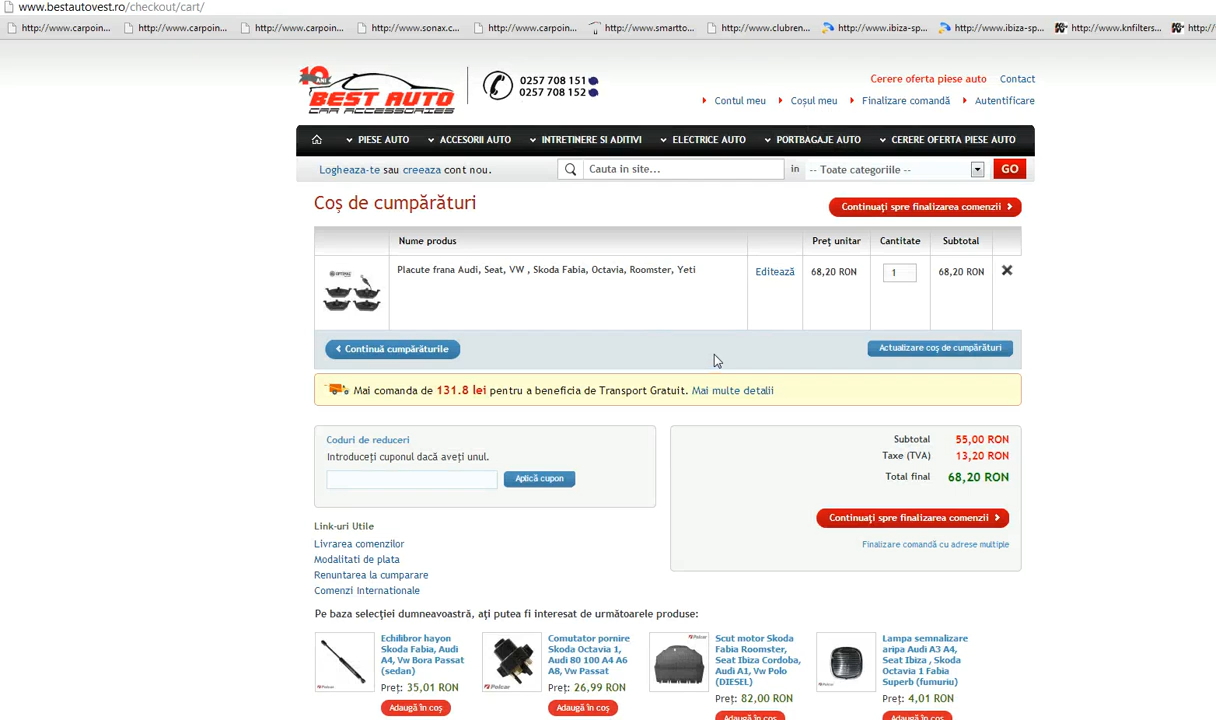 www.bestautovest.ro/checkout/cart/
http://www.carpoin... http://www.carpoin... http://www.carpoin... http://www.sonax.c... http://www.carpoin... http://www.smartto... http://www.clubren... http://www.ibiza-sp... http://www.ibiza-sp... http://www.knfilters... http://
10 ANI
BEST AUTO
CAR ACCESSORIES
0257 708 151
0257 708 152
Cerere oferta piese auto Contact
Contul meu Coșul meu Finalizare comandă Autentificare
PIESE AUTO ACCESORII AUTO INTRETINERE SI ADITIVI ELECTRICE AUTO PORTBAGAJE AUTO CERERE OFERTA PIESE AUTO
Logheaza-te sau creeaza cont nou. Cauta in site... in -- Toate categoriile -- GO
Coș de cumpărături
Continuați spre finalizarea comenzii
Nume produs Preț unitar Cantitate Subtotal
Placute frana Audi, Seat, VW , Skoda Fabia, Octavia, Roomster, Yeti Editează 68,20 RON 1 68,20 RON
Continuă cumpărăturile Actualizare coș de cumpărături
Mai comanda de 131.8 lei pentru a beneficia de Transport Gratuit. Mai multe detalii
Coduri de reduceri
Introduceți cuponul dacă aveți unul.
Aplică cupon
Subtotal 55,00 RON
Taxe (TVA) 13,20 RON
Total final 68,20 RON
Continuați spre finalizarea comenzii
Finalizare comandă cu adrese multiple
Link-uri Utile
Livrarea comenzilor
Modalitati de plata
Renuntarea la cumparare
Comenzi Internationale
Pe baza selecției dumneavoastră, ați putea fi interesat de următoarele produse:
Echilibror hayon
Skoda Fabia, Audi
A4, Vw Bora Passat
(sedan)
Preț: 35,01 RON
Adaugă în coș
Comutator pornire
Skoda Octavia 1,
Audi 80 100 A4 A6
A8, Vw Passat
Preț: 26,99 RON
Adaugă în coș
Scut motor Skoda
Fabia Roomster,
Seat Ibiza Cordoba,
Audi A1, Vw Polo
(DIESEL)
Preț: 82,00 RON
Adaugă în coș
Lampa semnalizare
aripa Audi A3 A4,
Seat Ibiza , Skoda
Octavia 1 Fabia
Superb (fumuriu)
Preț: 4,01 RON
Adaugă în coș